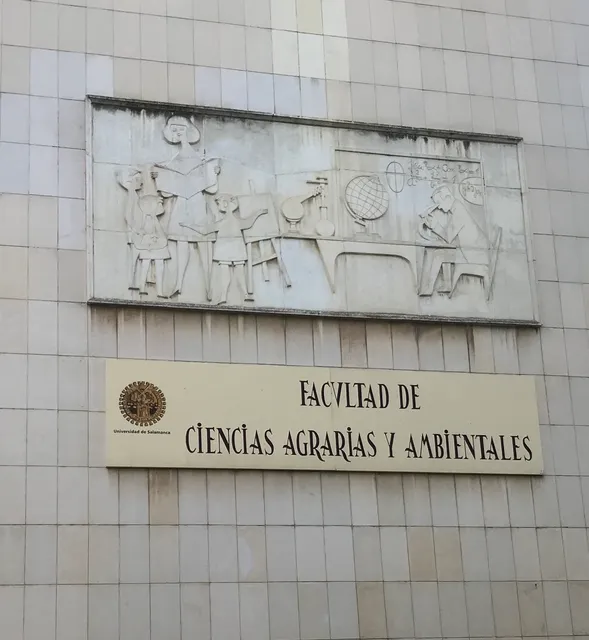 FACVLTAD DE
CIENCIAS AGRARIAS Y AMBIENTALES
Universidad de Salamanca